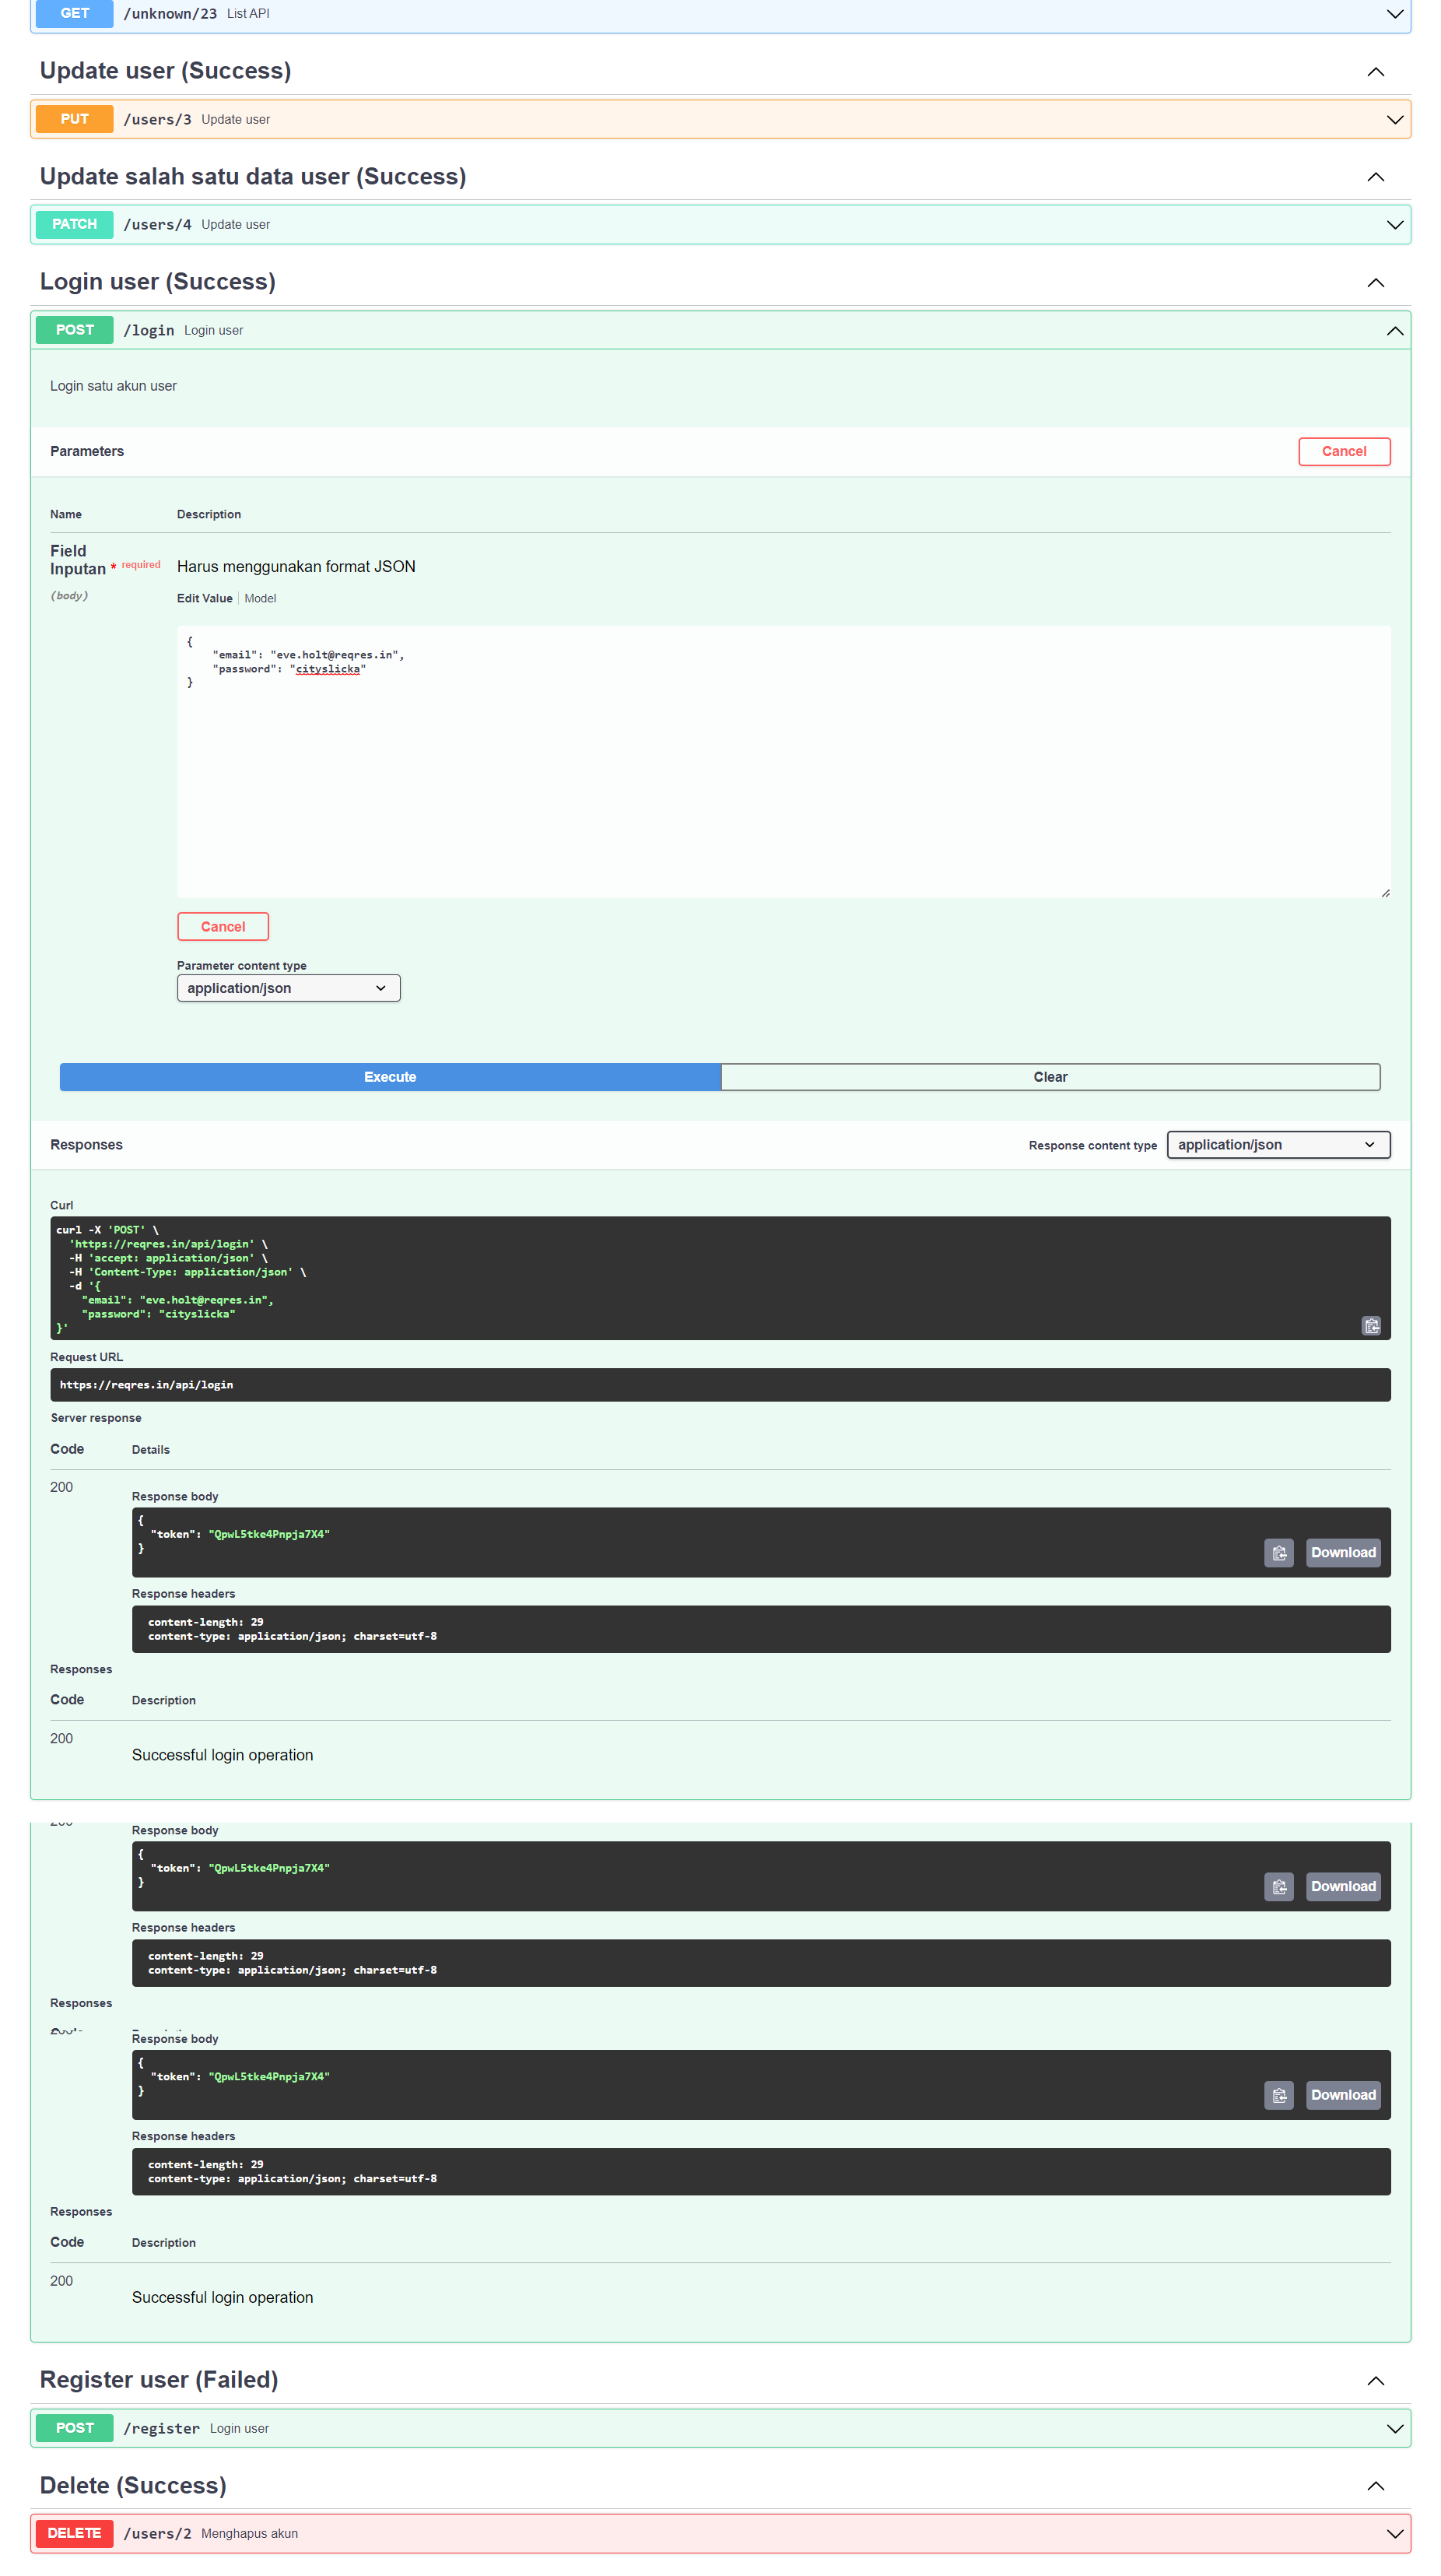 GET /unknown/23 List API
Update user (Success)
PUT /users/3 Update user
Update salah satu data user (Success)
PATCH /users/4 Update user
Login user (Success)
POST /login Login user
Login satu akun user
Parameters Cancel
Name Description
Field
Inputan * required
(body)
Harus menggunakan format JSON
Edit Value Model
{
    "email": "eve.holt@reqres.in",
    "password": "cityslicka"
}
Cancel
Parameter content type
application/json
Execute Clear
Responses Response content type application/json
Curl
curl -X 'POST' \
  'https://reqres.in/api/login' \
  -H 'accept: application/json' \
  -H 'Content-Type: application/json' \
  -d '{
    "email": "eve.holt@reqres.in",
    "password": "cityslicka"
}'
Request URL
https://reqres.in/api/login
Server response
Code Details
200
Response body
{
  "token": "QpwL5tke4Pnpja7X4"
}
Download
Response headers
content-length: 29
content-type: application/json; charset=utf-8
Responses
Code Description
200
Successful login operation
Response body
{
  "token": "QpwL5tke4Pnpja7X4"
}
Download
Response headers
content-length: 29
content-type: application/json; charset=utf-8
Responses
Response body
{
  "token": "QpwL5tke4Pnpja7X4"
}
Download
Response headers
content-length: 29
content-type: application/json; charset=utf-8
Responses
Code Description
200
Successful login operation
Register user (Failed)
POST /register Login user
Delete (Success)
DELETE /users/2 Menghapus akun